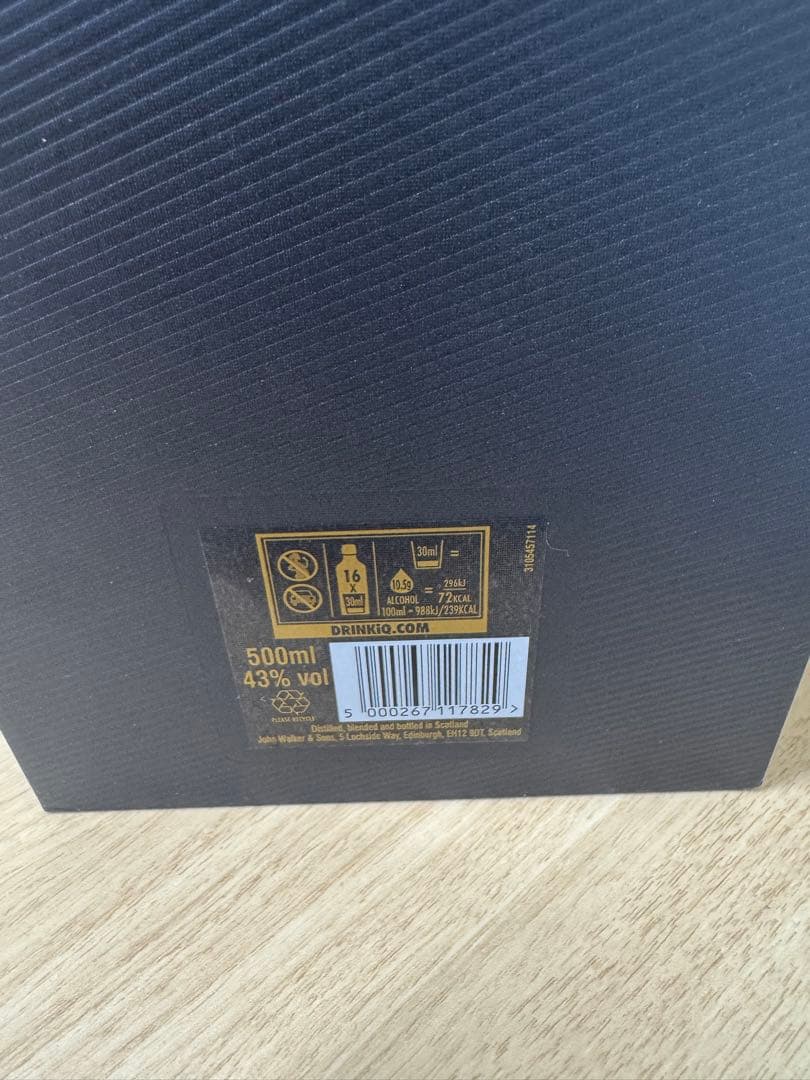 3105457114
16
x
30ml
30ml =
10.5g
ALCOHOL
= 296kJ
72KCAL
100ml = 988kJ/239KCAL
DRINKiQ.COM
500ml
43% vol
PLEASE RECYCLE
5 000267 117829 >
Distilled, blended and bottled in Scotland
John Walker & Sons, 5 Lochside Way, Edinburgh, EH12 9DT, Scotland